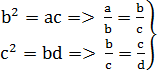 b² = ac => a/b = b/c
c² = bd => b/c = c/d }